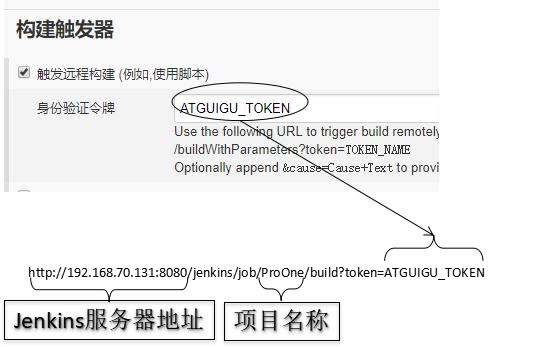 构建触发器
触发远程构建 (例如,使用脚本)
身份验证令牌
ATGUIGU_TOKEN
Use the following URL to trigger build remotely
/buildWithParameters?token=TOKEN_NAME
Optionally append &cause=Cause+Text to provi
http://192.168.70.131:8080/jenkins/job/ProOne/build?token=ATGUIGU_TOKEN
Jenkins服务器地址
项目名称